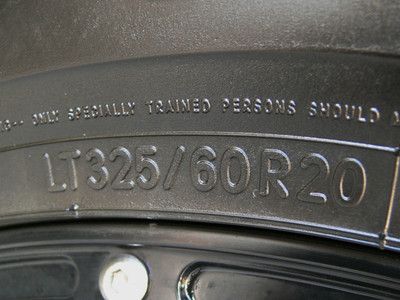 ONLY SPECIALLY TRAINED PERSONS SHOULD
LT325/60R20